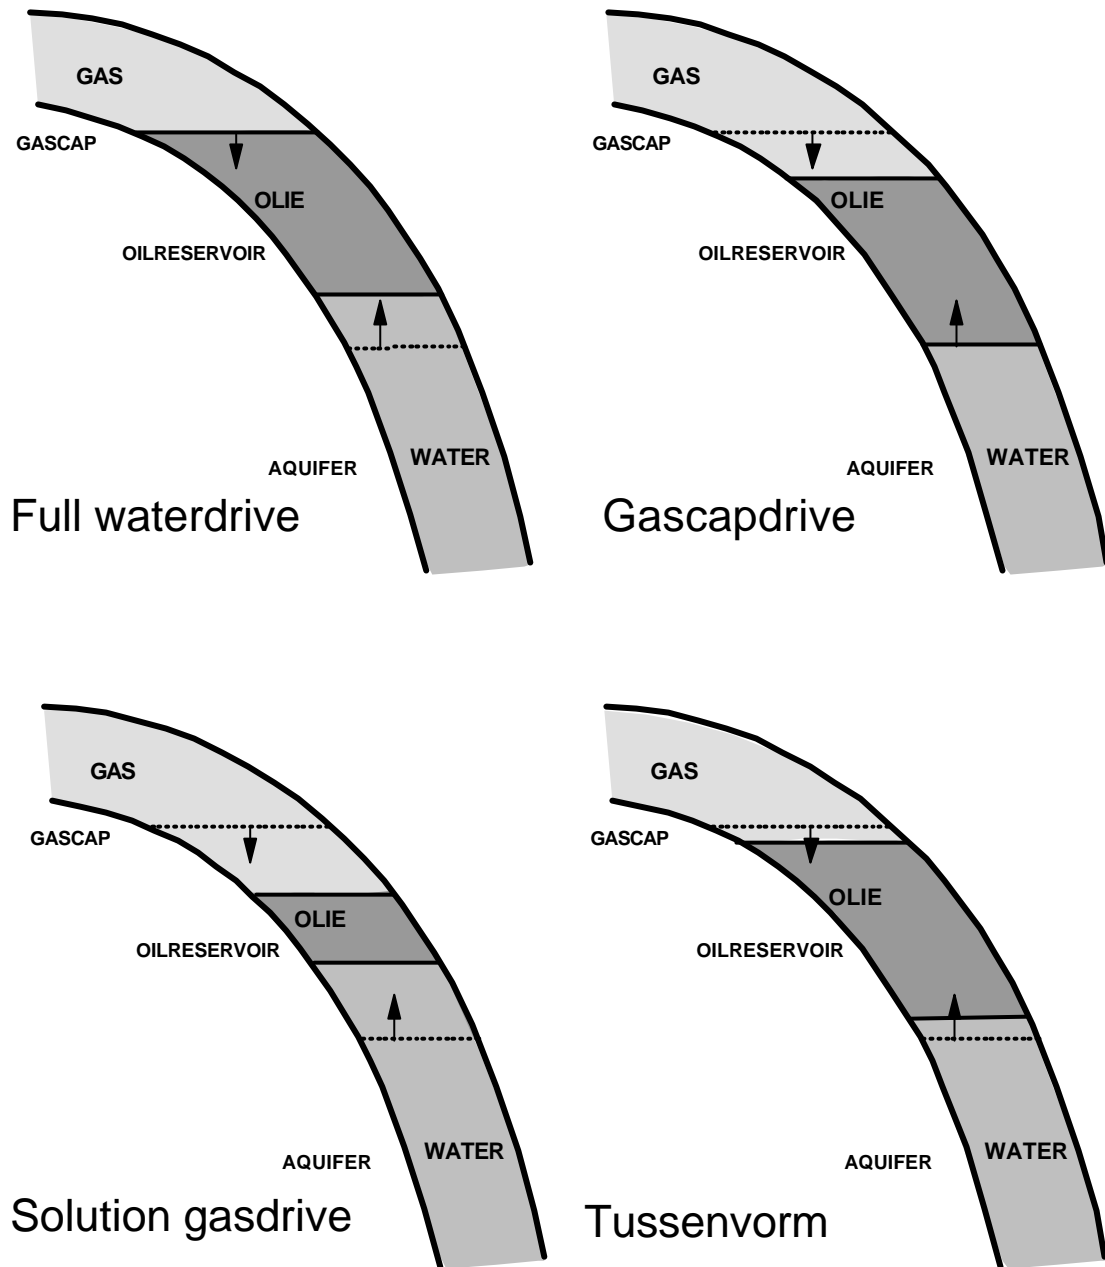 GAS
GASCAP
OLIE
OILRESERVOIR
WATER
AQUIFER
Full waterdrive
GAS
GASCAP
OLIE
OILRESERVOIR
WATER
AQUIFER
Gascapdrive
GAS
GASCAP
OLIE
OILRESERVOIR
WATER
AQUIFER
Solution gasdrive
GAS
GASCAP
OLIE
OILRESERVOIR
WATER
AQUIFER
Tussenvorm